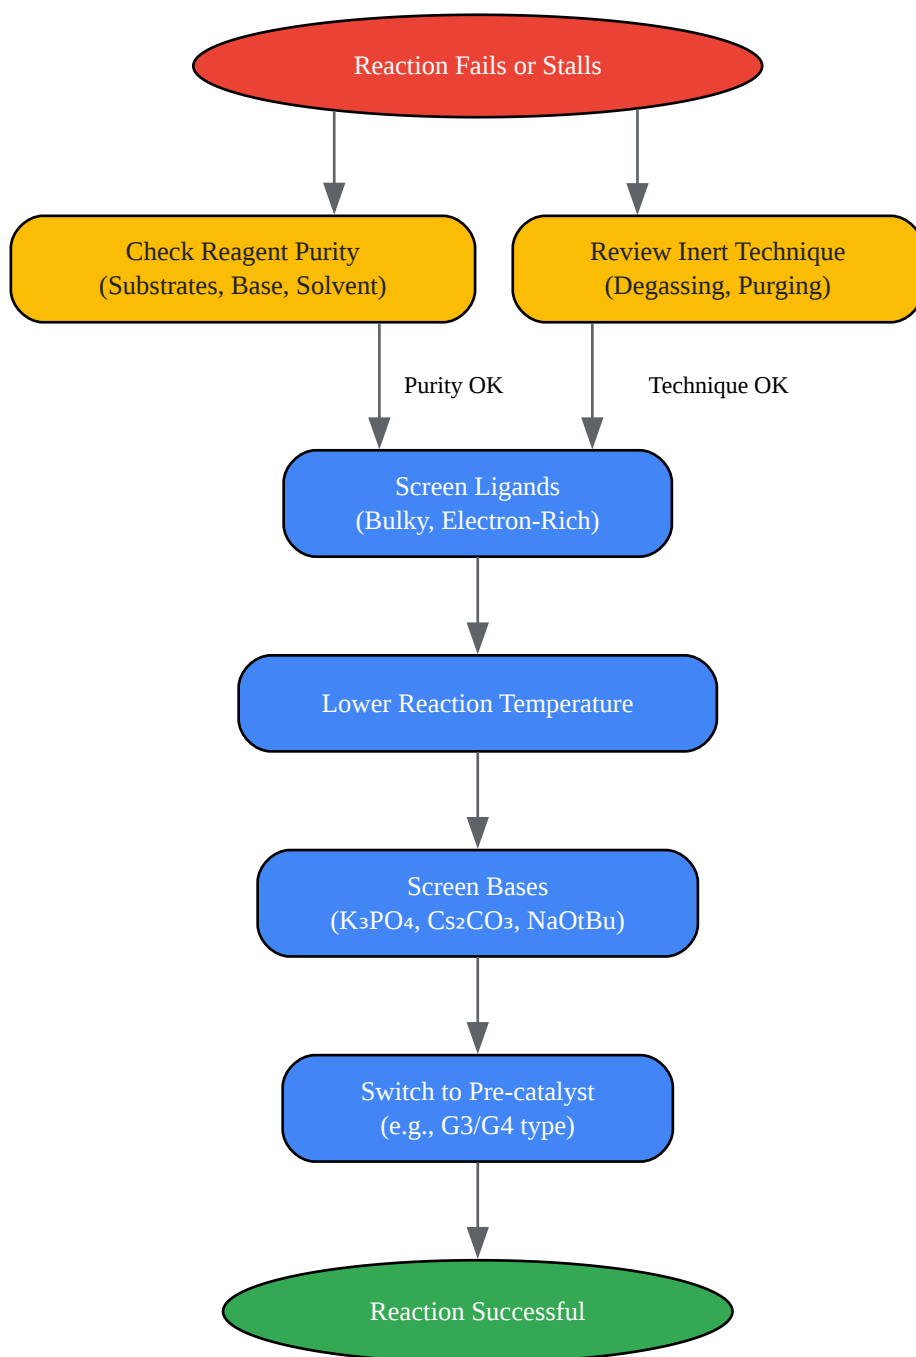 Reaction Fails or Stalls
Check Reagent Purity
(Substrates, Base, Solvent)
Review Inert Technique
(Degassing, Purging)
Purity OK
Technique OK
Screen Ligands
(Bulky, Electron-Rich)
Lower Reaction Temperature
Screen Bases
(K₃PO₄, Cs₂CO₃, NaOtBu)
Switch to Pre-catalyst
(e.g., G3/G4 type)
Reaction Successful